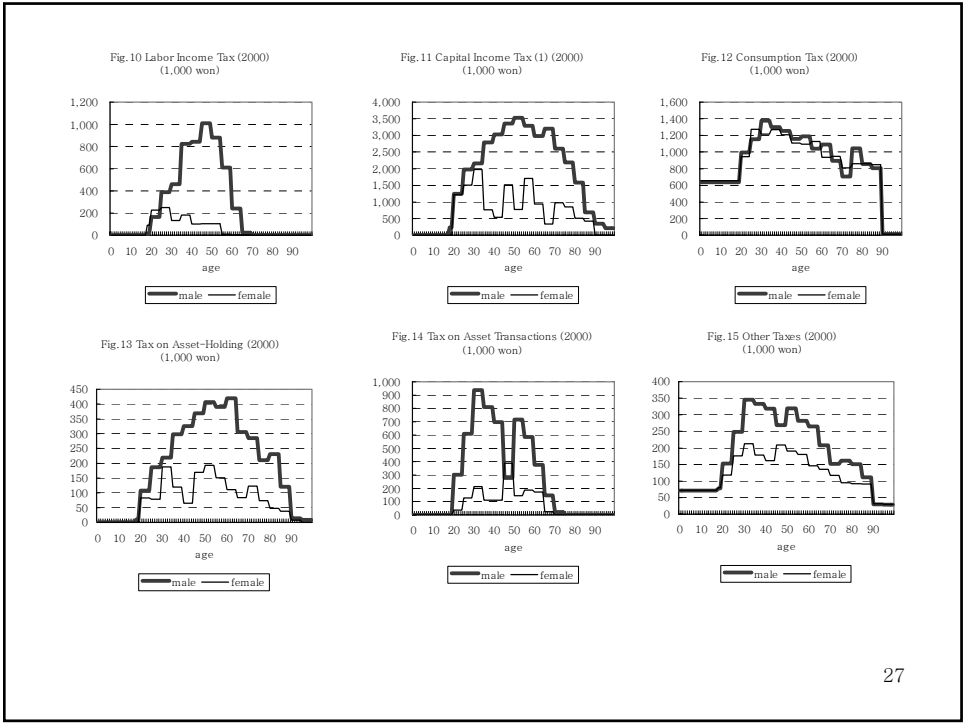 Fig.10 Labor Income Tax (2000)
(1,000 won)
1,200
1,000
800
600
400
200
0
0 10 20 30 40 50 60 70 80 90
age
male female
Fig.11 Capital Income Tax (1) (2000)
(1,000 won)
4,000
3,500
3,000
2,500
2,000
1,500
1,000
500
0
0 10 20 30 40 50 60 70 80 90
age
male female
Fig.12 Consumption Tax (2000)
(1,000 won)
1,600
1,400
1,200
1,000
800
600
400
200
0
0 10 20 30 40 50 60 70 80 90
age
male female
Fig.13 Tax on Asset-Holding (2000)
(1,000 won)
450
400
350
300
250
200
150
100
50
0
0 10 20 30 40 50 60 70 80 90
age
male female
Fig.14 Tax on Asset Transactions (2000)
(1,000 won)
1,000
900
800
700
600
500
400
300
200
100
0
0 10 20 30 40 50 60 70 80 90
age
male female
Fig.15 Other Taxes (2000)
(1,000 won)
400
350
300
250
200
150
100
50
0
0 10 20 30 40 50 60 70 80 90
age
male female
27